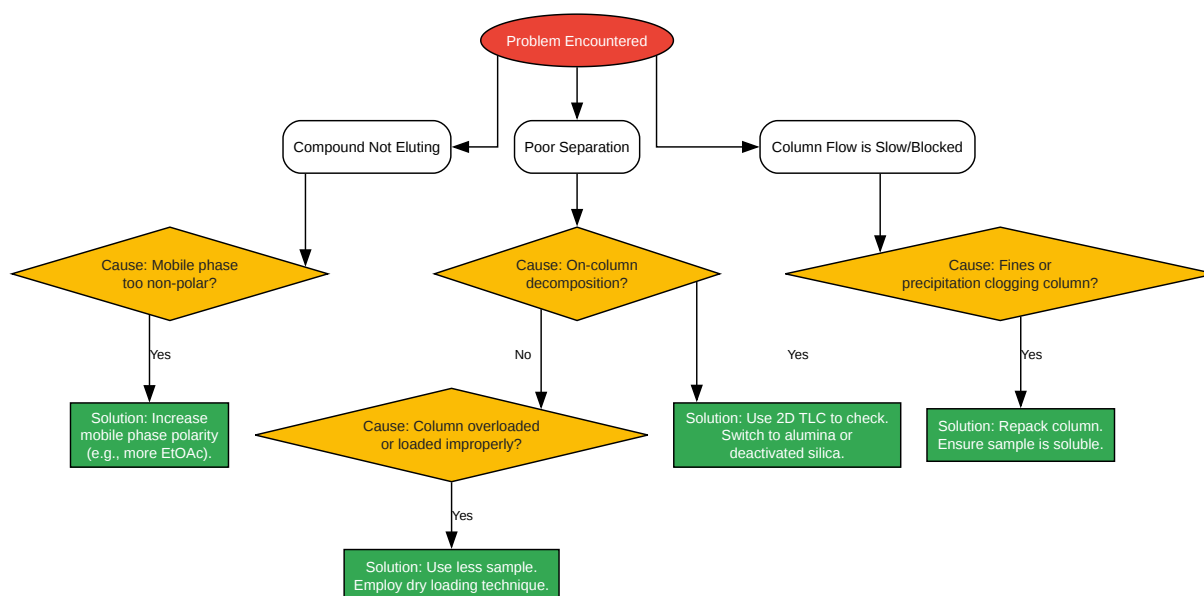 Problem Encountered
Compound Not Eluting
Poor Separation
Column Flow is Slow/Blocked
Cause: Mobile phase
too non-polar?
Cause: On-column
decomposition?
Cause: Fines or
precipitation clogging column?
Yes
No
Yes
Yes
Solution: Increase
mobile phase polarity
(e.g., more EtOAc).
Cause: Column overloaded
or loaded improperly?
Solution: Use 2D TLC to check.
Switch to alumina or
deactivated silica.
Solution: Repack column.
Ensure sample is soluble.
Yes
Solution: Use less sample.
Employ dry loading technique.